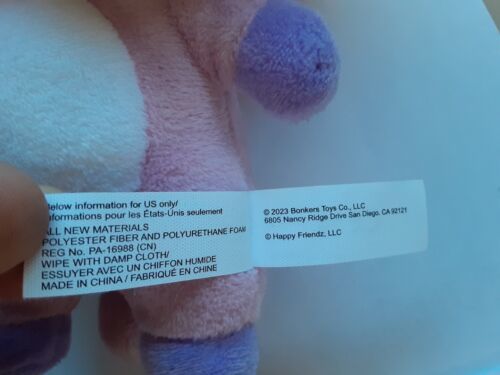 Below information for US only/
Informations pour les États-Unis seulement
ALL NEW MATERIALS
POLYESTER FIBER AND POLYURETHANE FOAM
REG No. PA-16988 (CN)
WIPE WITH DAMP CLOTH/
ESSUYER AVEC UN CHIFFON HUMIDE
MADE IN CHINA / FABRIQUÉ EN CHINE
© 2023 Bonkers Toys Co., LLC
6805 Nancy Ridge Drive San Diego, CA 92121
© Happy Friendz, LLC